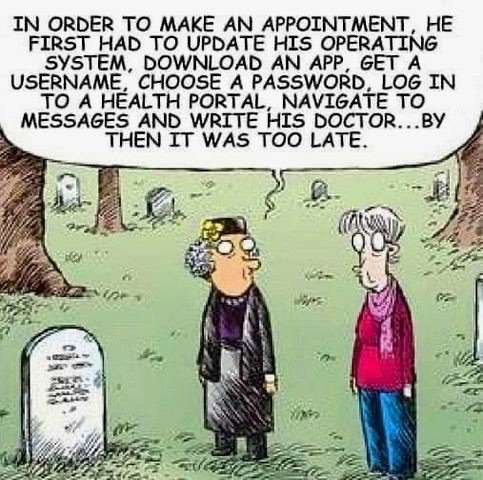 IN ORDER TO MAKE AN APPOINTMENT, HE
FIRST HAD TO UPDATE HIS OPERATING
SYSTEM, DOWNLOAD AN APP, GET A
USERNAME, CHOOSE A PASSWORD, LOG IN
TO A HEALTH PORTAL, NAVIGATE TO
MESSAGES AND WRITE HIS DOCTOR...BY
THEN IT WAS TOO LATE.